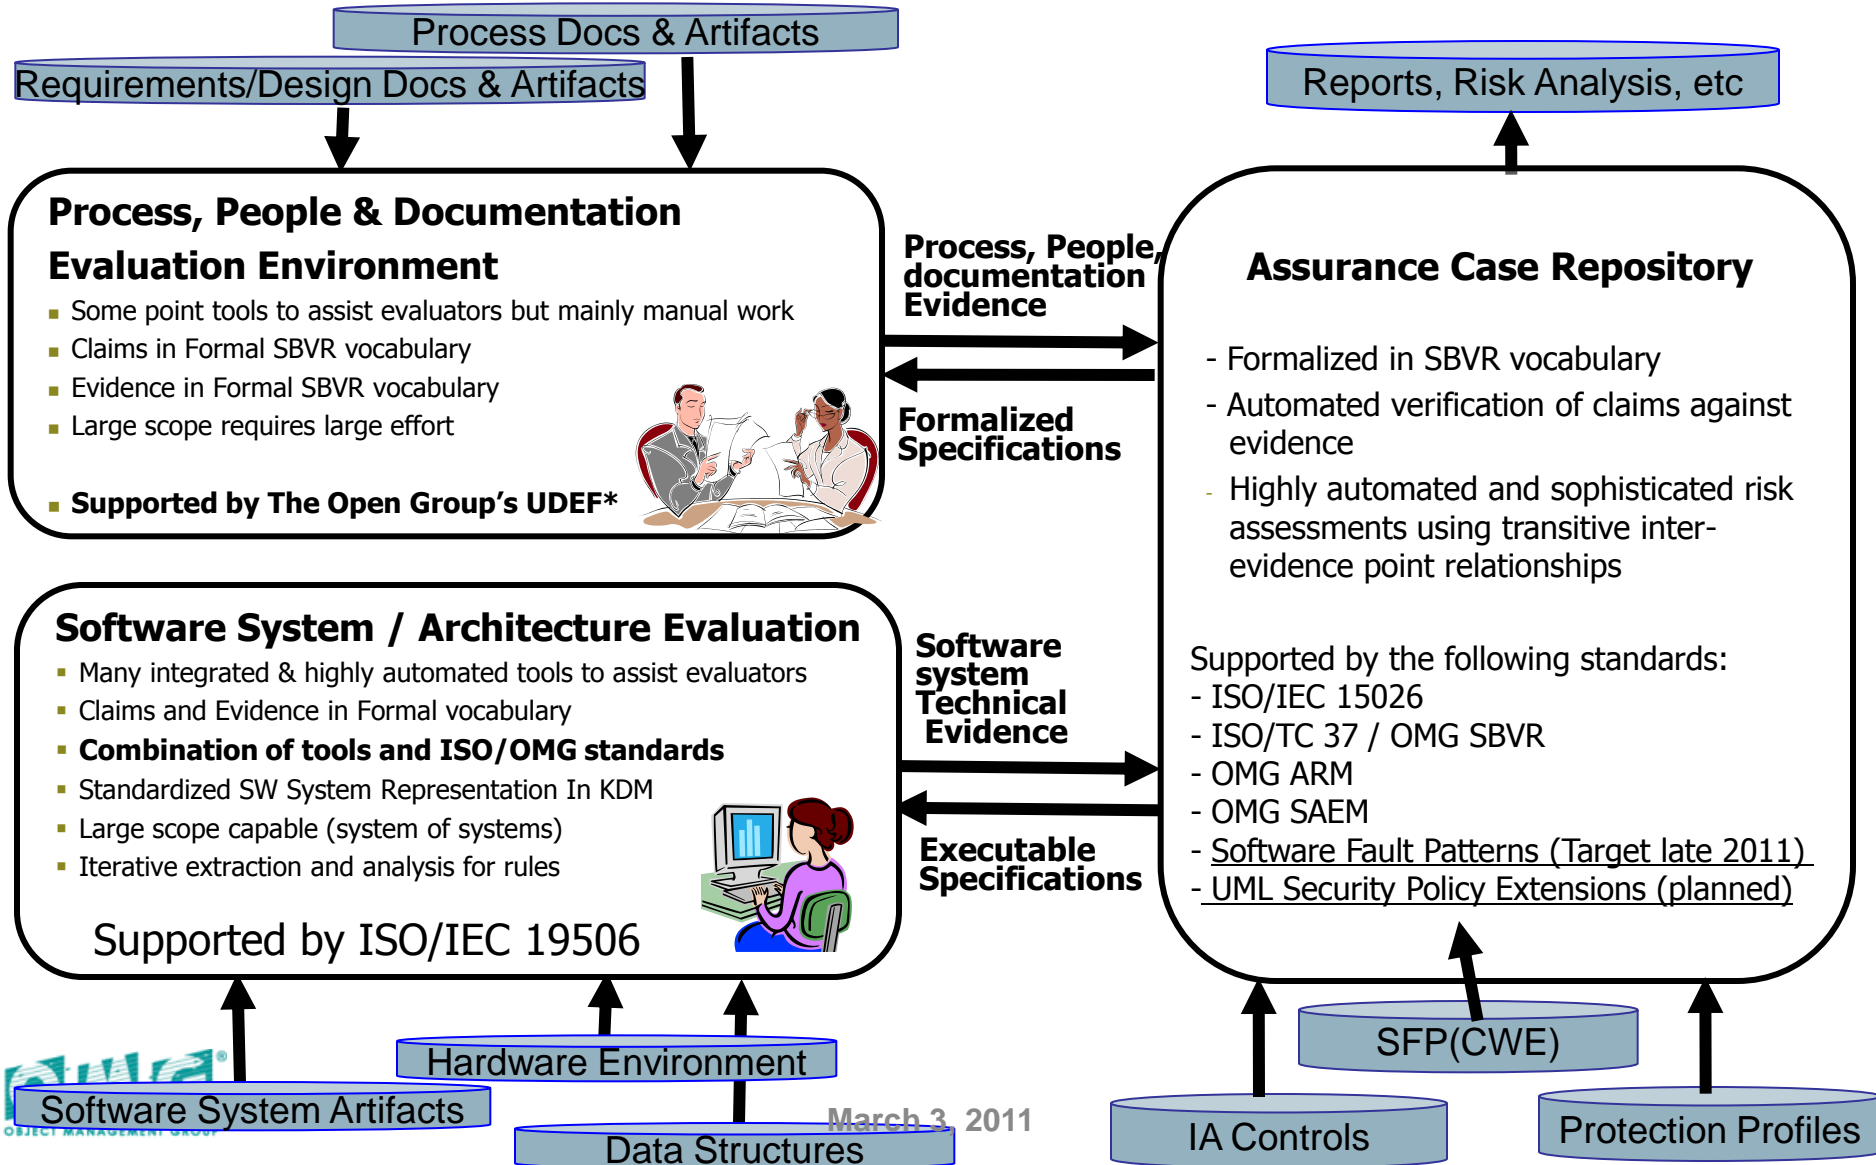 Process Docs & Artifacts
Requirements/Design Docs & Artifacts
Reports, Risk Analysis, etc
Process, People & Documentation
Evaluation Environment
Some point tools to assist evaluators but mainly manual work
Claims in Formal SBVR vocabulary
Evidence in Formal SBVR vocabulary
Large scope requires large effort
Supported by The Open Group's UDEF*
Process, People,
documentation
Evidence
Formalized
Specifications
Assurance Case Repository
- Formalized in SBVR vocabulary
- Automated verification of claims against
evidence
- Highly automated and sophisticated risk
assessments using transitive inter-
evidence point relationships
Supported by the following standards:
- ISO/IEC 15026
- ISO/TC 37 / OMG SBVR
- OMG ARM
- OMG SAEM
- Software Fault Patterns (Target late 2011)
- UML Security Policy Extensions (planned)
Software System / Architecture Evaluation
Many integrated & highly automated tools to assist evaluators
Claims and Evidence in Formal vocabulary
Combination of tools and ISO/OMG standards
Standardized SW System Representation In KDM
Large scope capable (system of systems)
Iterative extraction and analysis for rules
Supported by ISO/IEC 19506
Software
system
Technical
Evidence
Executable
Specifications
Hardware Environment
Software System Artifacts
Data Structures
SFP(CWE)
IA Controls
Protection Profiles
OBJECT MANAGEMENT GROUP
March 3, 2011